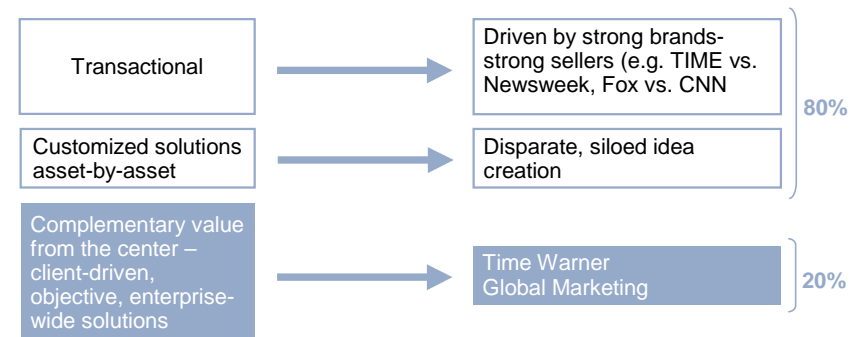 Transactional
Driven by strong brands-
strong sellers (e.g. TIME vs.
Newsweek, Fox vs. CNN
80%
Customized solutions
asset-by-asset
Disparate, siloed idea
creation
Complementary value
from the center –
client-driven,
objective, enterprise-
wide solutions
Time Warner
Global Marketing
20%